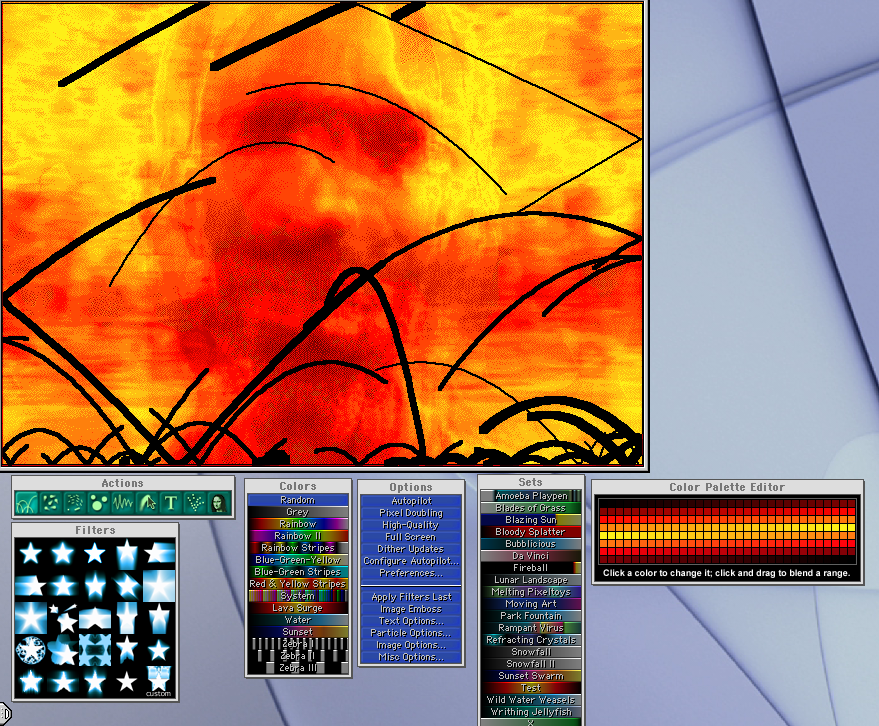 Actions
T
Filters
custom
Colors
Random
Grey
Rainbow
Rainbow II
Rainbow Stripes
Blue-Green-Yellow
Blue-Green Stripes
Red & Yellow Stripes
System
Lava Surge
Water
Sunset
Zebra I
Zebra II
Zebra III
Options
Autopilot
Pixel Doubling
High-Quality
Full Screen
Dither Updates
Configure Autopilot...
Preferences...
Apply Filters Last
Image Emboss
Text Options...
Particle Options...
Image Options...
Misc Options...
Sets
Amoeba Playpen
Blades of Grass
Blazing Sun
Bloody Splatter
Bubblicious
Da Vinci
Fireball
Lunar Landscape
Melting Pixeltoys
Moving Art
Park Fountain
Rampant Virus
Refracting Crystals
Snowfall
Snowfall II
Sunset Swarm
Test
Wild Water Weasels
Writhing Jellyfish
X
Color Palette Editor
Click a color to change it; click and drag to blend a range.